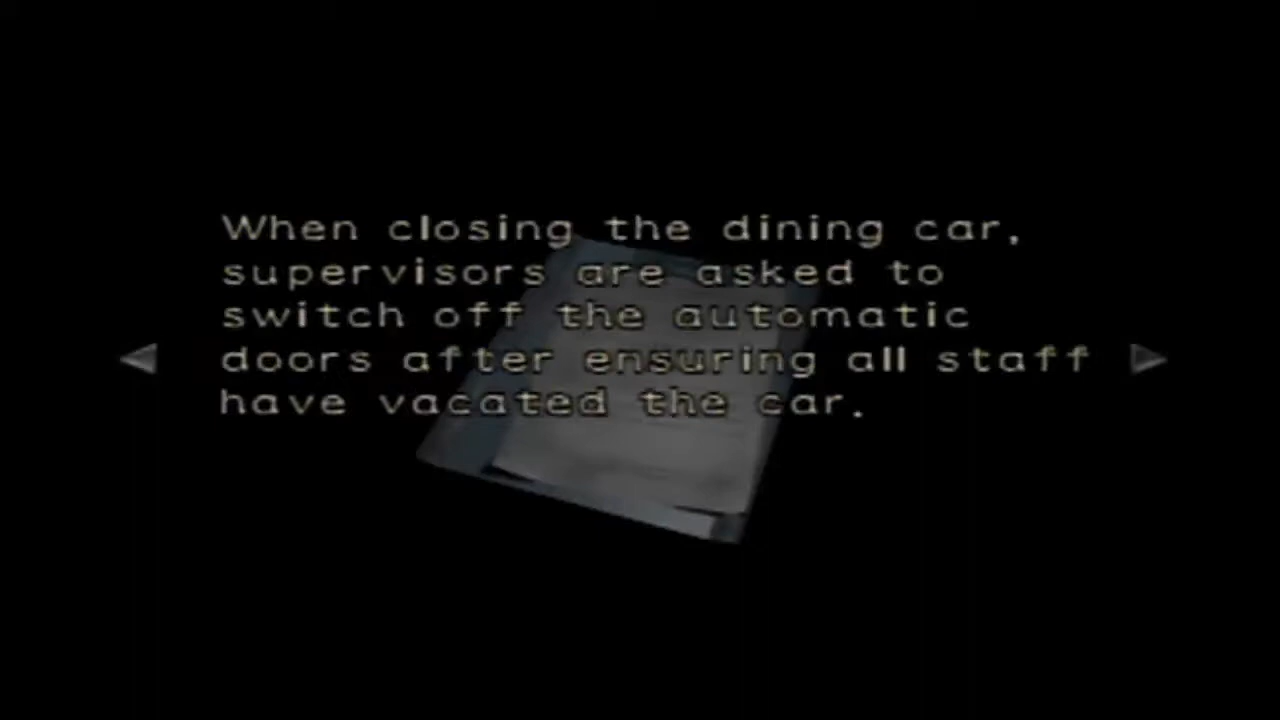 When closing the dining car,
supervisors are asked to
switch off the automatic
doors after ensuring all staff
have vacated the car.